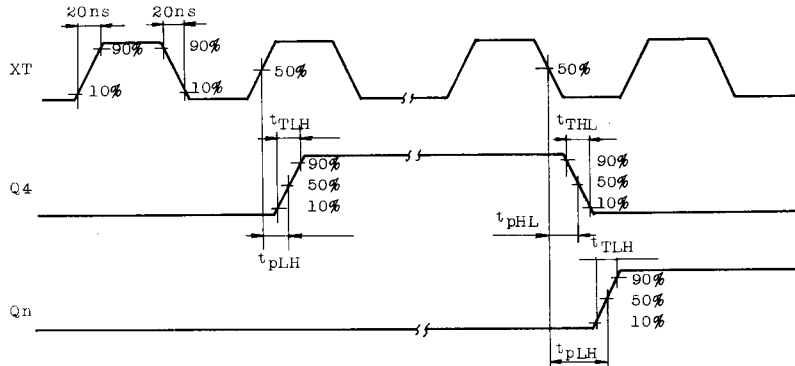 20ns 20ns
90% 90%
XT 50% 50%
10% 10%
tTLH tTHL
90% 90%
Q4 50% 50%
10% 10%
tpHL tTLH
tpLH
90%
Qn 50%
10%
tpLH